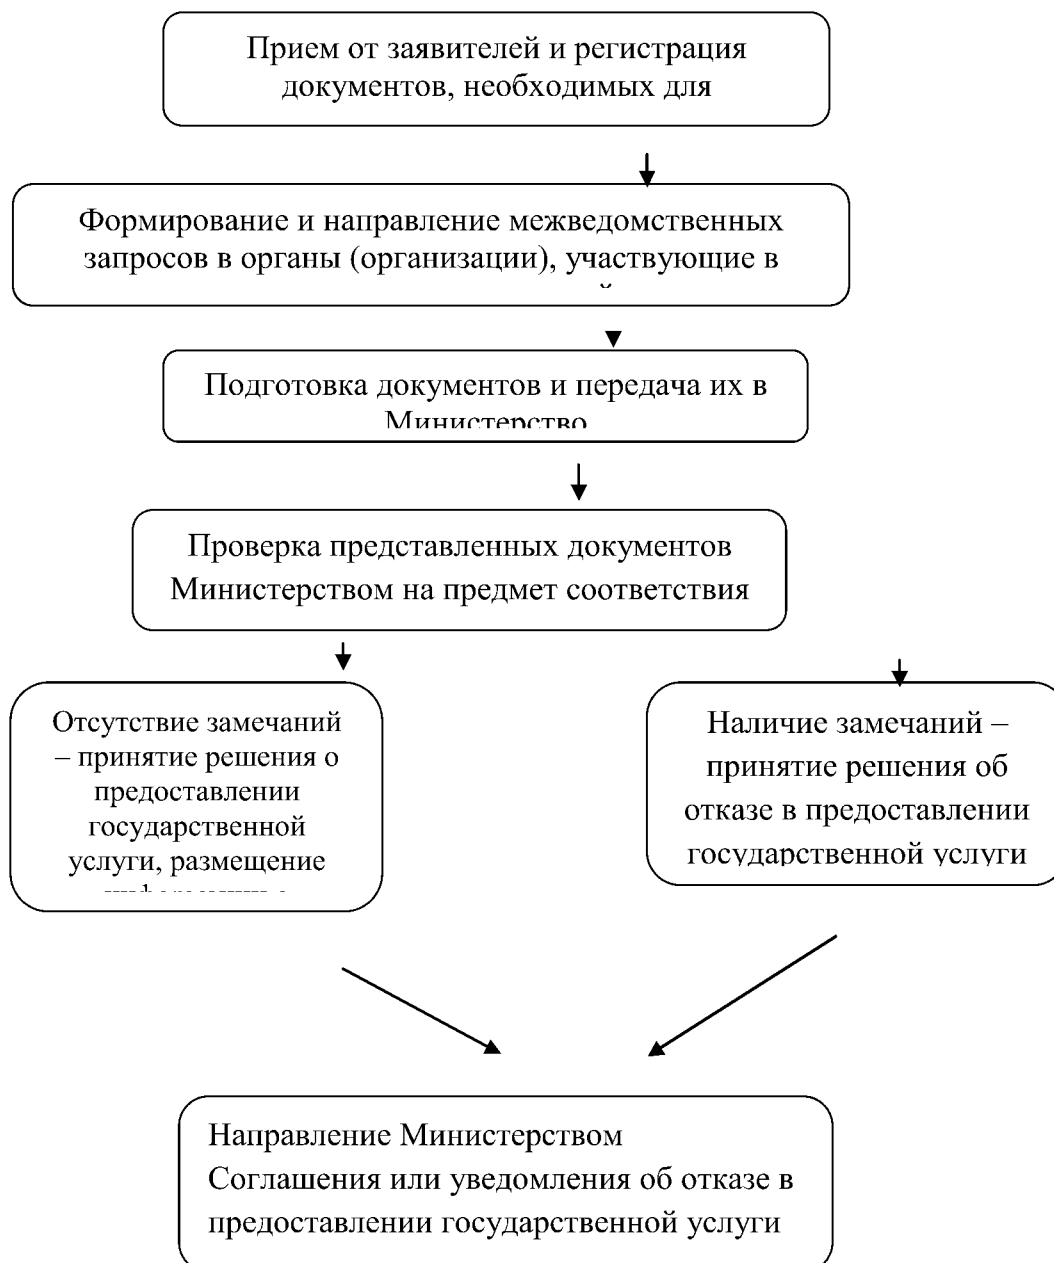 Прием от заявителей и регистрация
документов, необходимых для
Формирование и направление межведомственных
запросов в органы (организации), участвующие в
Подготовка документов и передача их в
Министерство
Проверка представленных документов
Министерством на предмет соответствия
Отсутствие замечаний
– принятие решения о
предоставлении
государственной
услуги, размещение
Наличие замечаний –
принятие решения об
отказе в предоставлении
государственной услуги
Направление Министерством
Соглашения или уведомления об отказе в
предоставлении государственной услуги